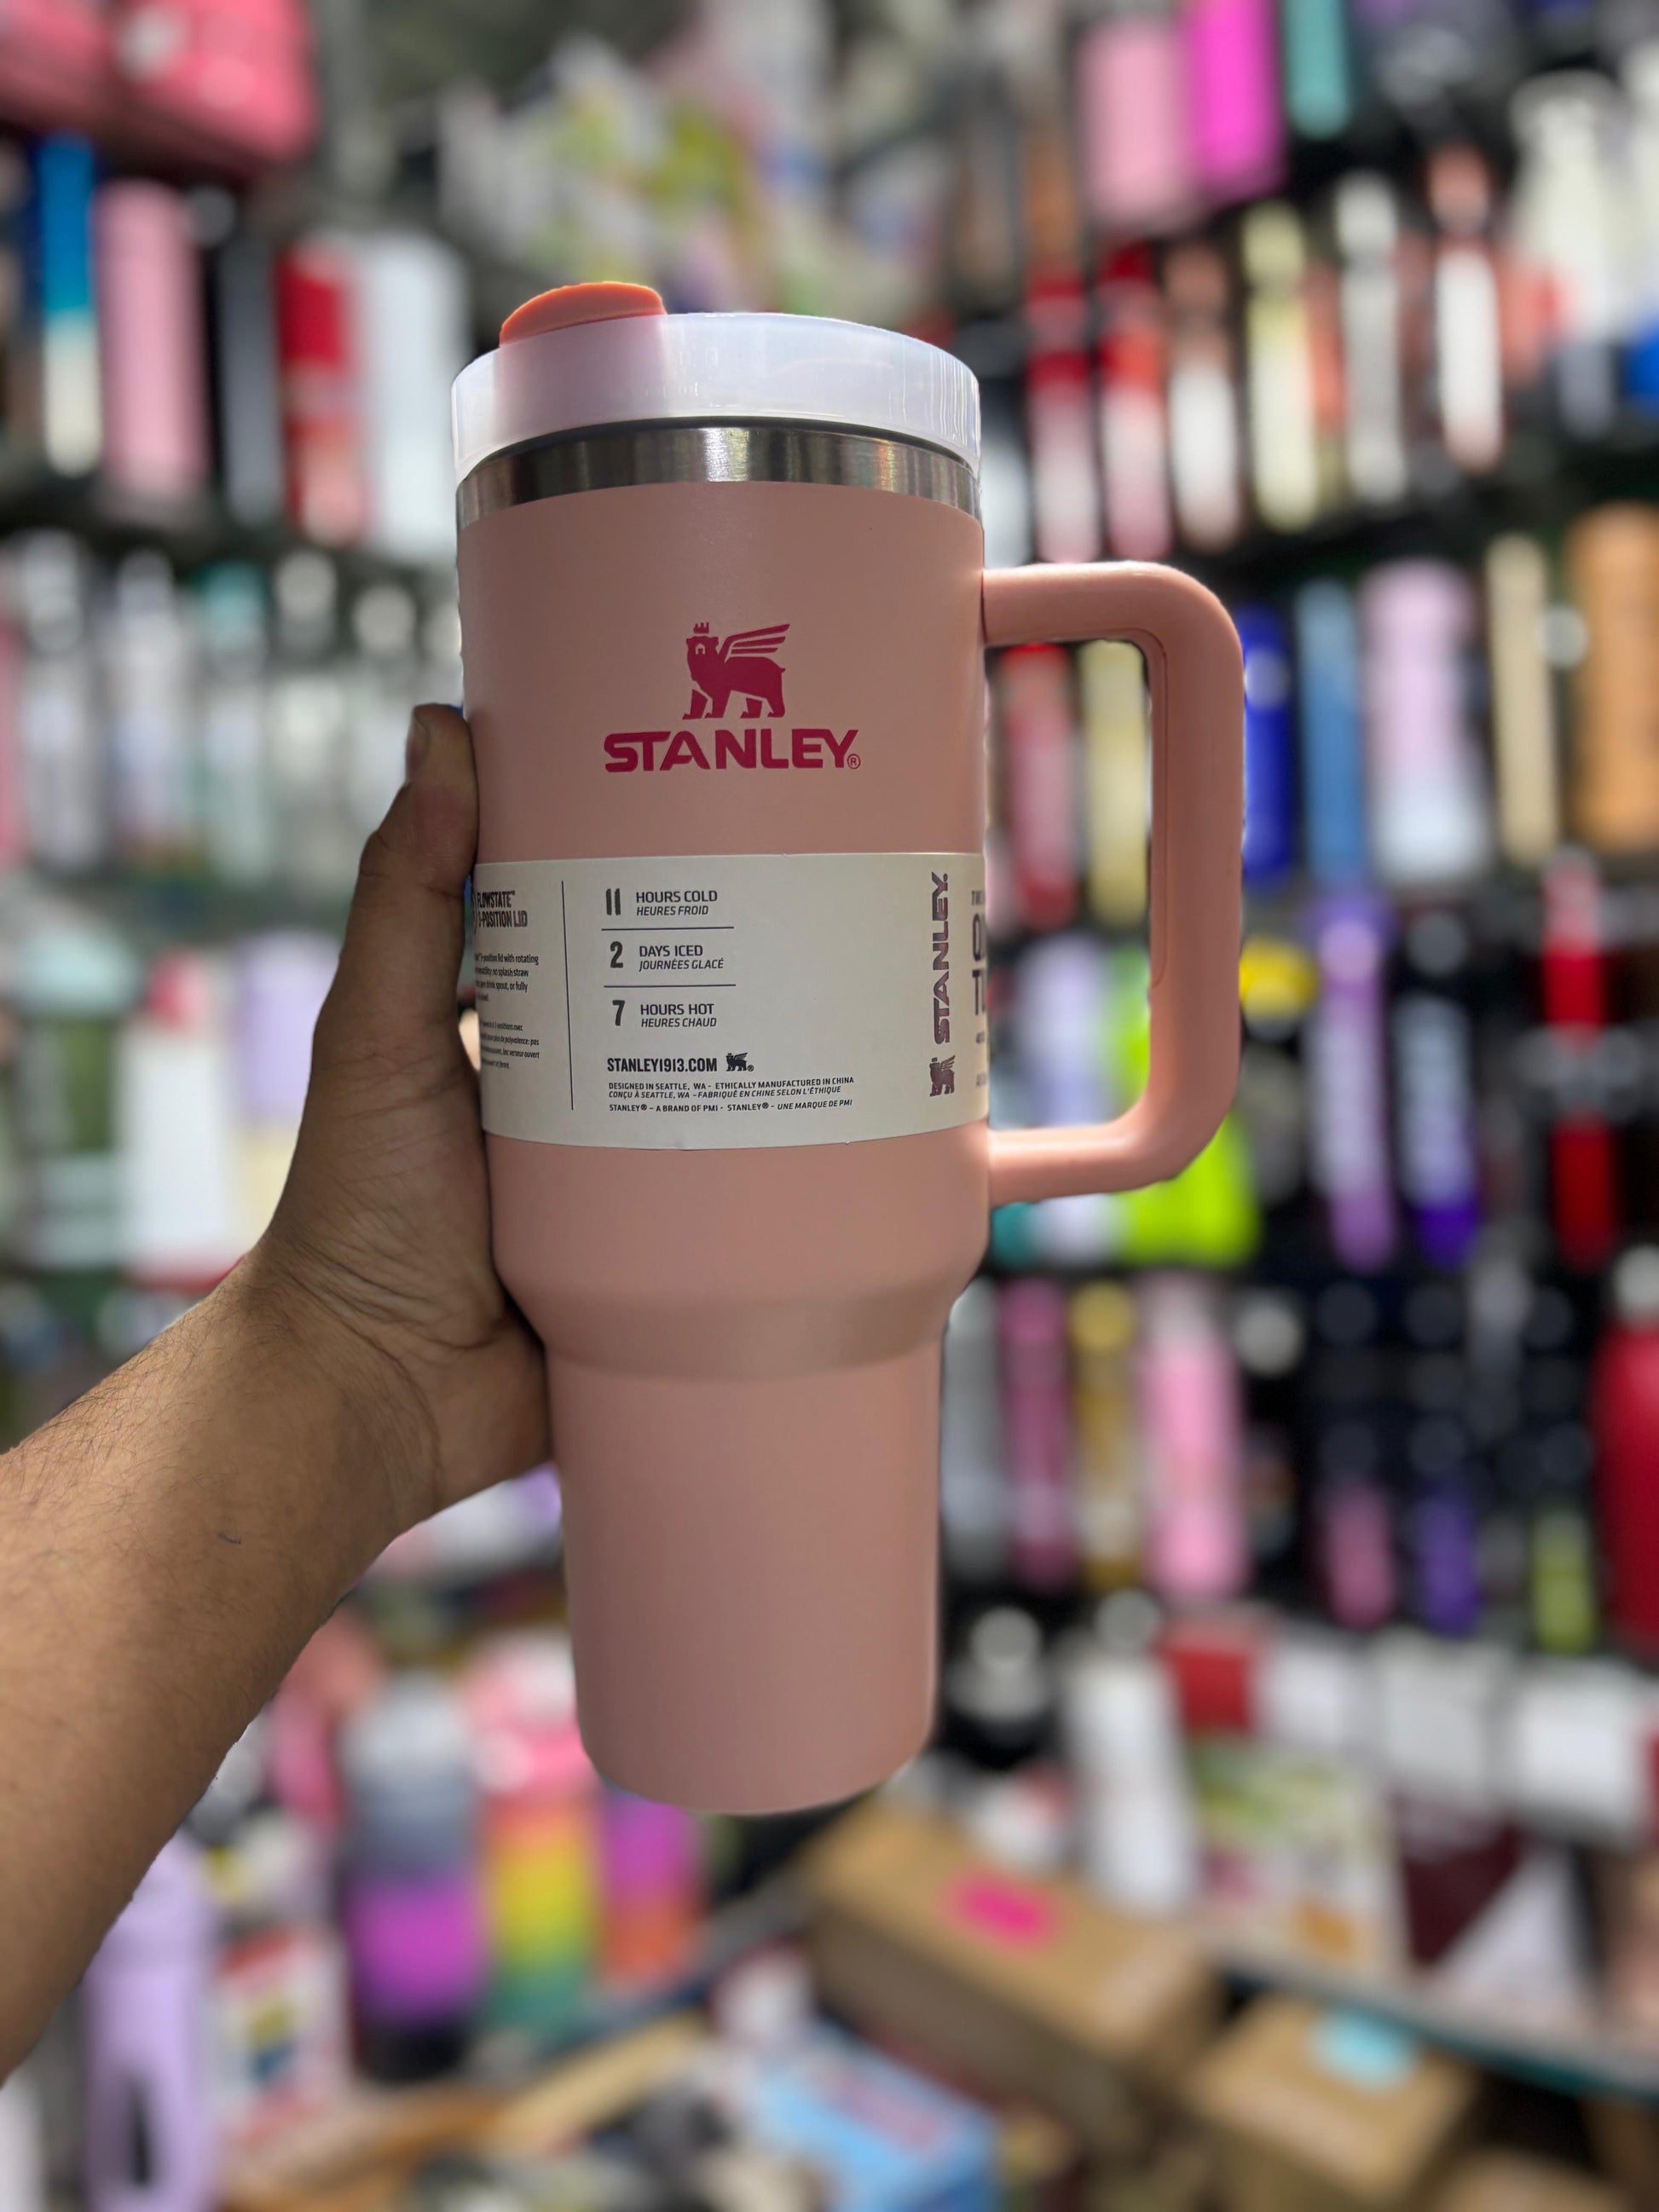 STANLEY®
FLOWSTATE™
3-POSITION LID
11 HOURS COLD
HEURES FROID
2 DAYS ICED
JOURNÉES GLACÉ
7 HOURS HOT
HEURES CHAUD
STANLEY1913.COM
DESIGNED IN SEATTLE, WA - ETHICALLY MANUFACTURED IN CHINA
CONÇU À SEATTLE, WA - FABRIQUÉ EN CHINE SELON L'ÉTHIQUE
STANLEY® - A BRAND OF PMI - STANLEY® - UNE MARQUE DE PMI
STANLEY®